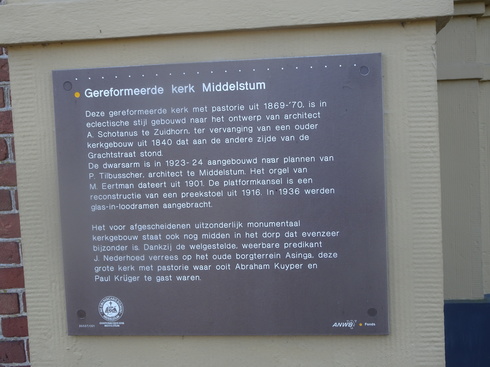 Gereformeerde kerk Middelstum
Deze gereformeerde kerk met pastorie uit 1869-'70, is in
eclectische stijl gebouwd naar het ontwerp van architect
A. Schotanus te Zuidhorn, ter vervanging van een ouder
kerkgebouw uit 1840 dat aan de andere zijde van de
Grachtstraat stond.
De dwarsarm is in 1923-24 aangebouwd naar plannen van
P. Tilbusscher, architect te Middelstum. Het orgel van
M. Eertman dateert uit 1901. De platformkansel is een
reconstructie van een preekstoel uit 1916. In 1936 werden
glas-in-loodramen aangebracht.
Het voor afgescheidenen uitzonderlijk monumentaal
kerkgebouw staat ook nog midden in het dorp dat evenzeer
bijzonder is. Dankzij de welgestelde, weerbare predikant
J. Nederhoed verrees op het oude borgterrein Asinga, deze
grote kerk met pastorie waar ooit Abraham Kuyper en
Paul Krüger te gast waren.
ANWB